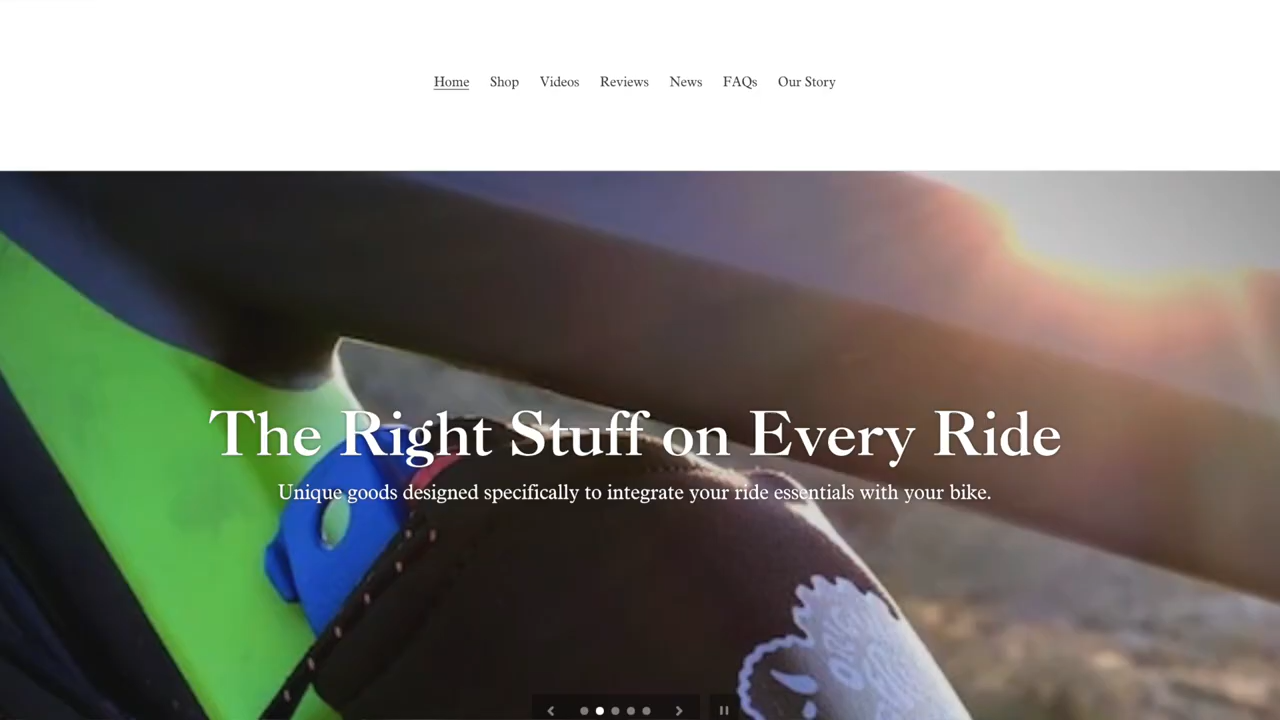 Home Shop Videos Reviews News FAQs Our Story
The Right Stuff on Every Ride
Unique goods designed specifically to integrate your ride essentials with your bike.